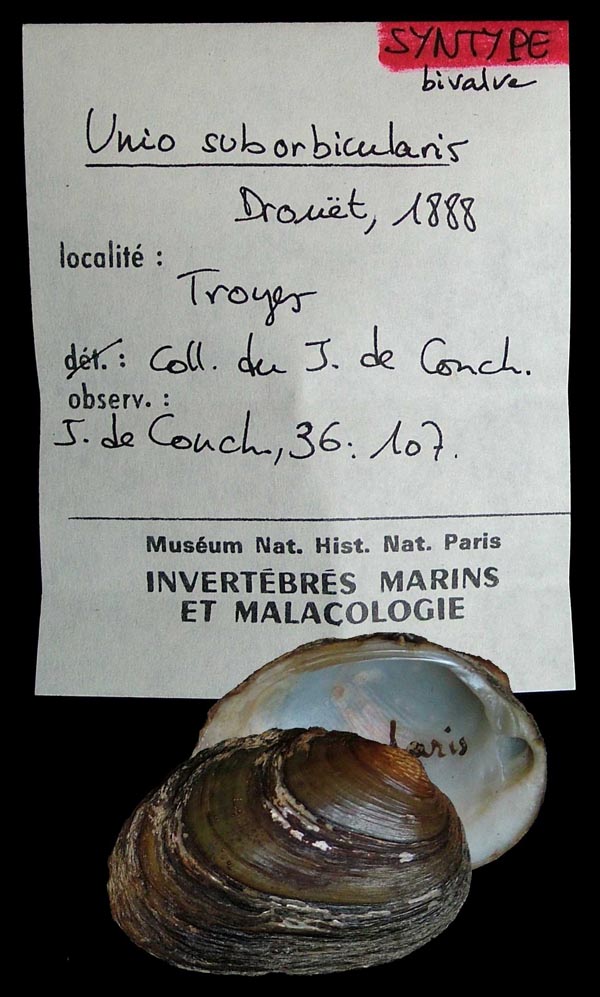 SYNTYPE
bivalve
Unio suborbicularis
Drouët, 1888
localité :
Troyes
dét. : Coll. du J. de Conch.
observ. :
J. de Conch., 36: 107.
Muséum Nat. Hist. Nat. Paris
INVERTÉBRÉS MARINS
ET MALACOLOGIE
laris